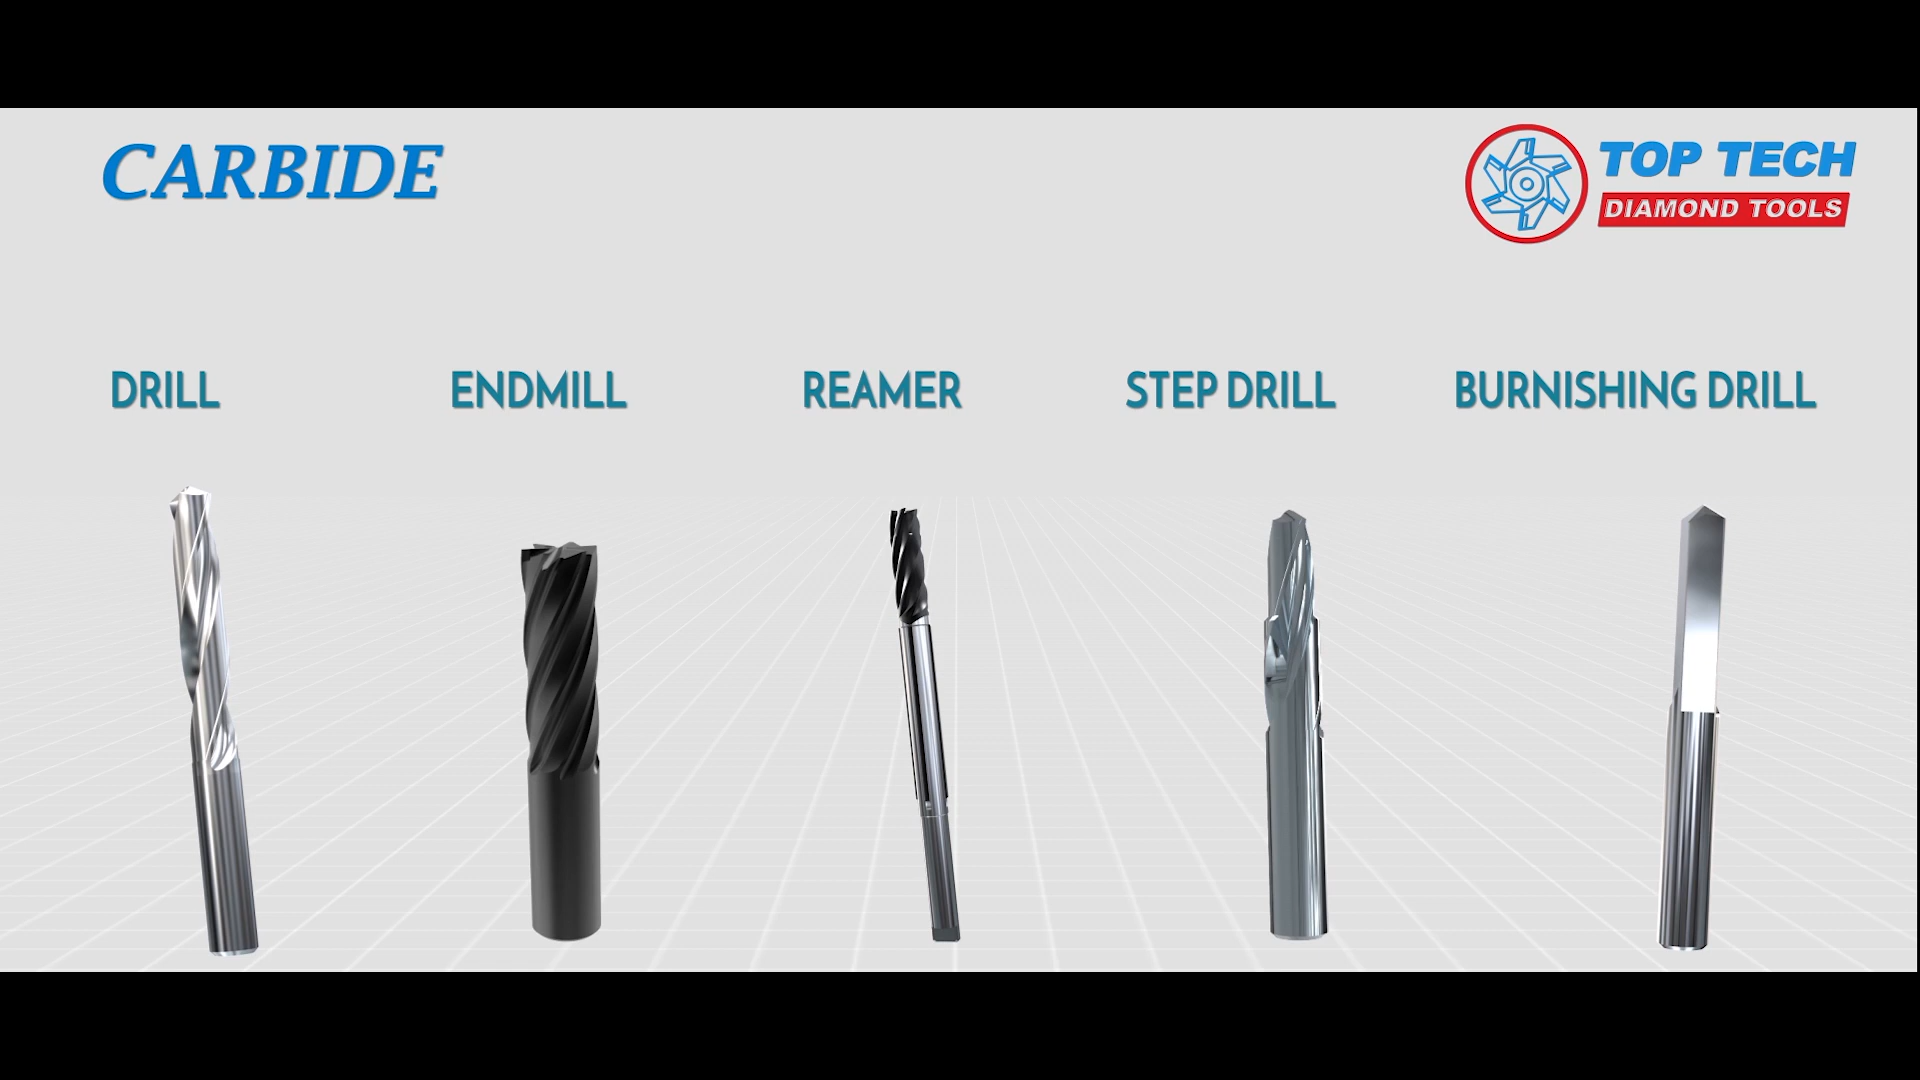 CARBIDE
TOP TECH
DIAMOND TOOLS
DRILL
ENDMILL
REAMER
STEP DRILL
BURNISHING DRILL